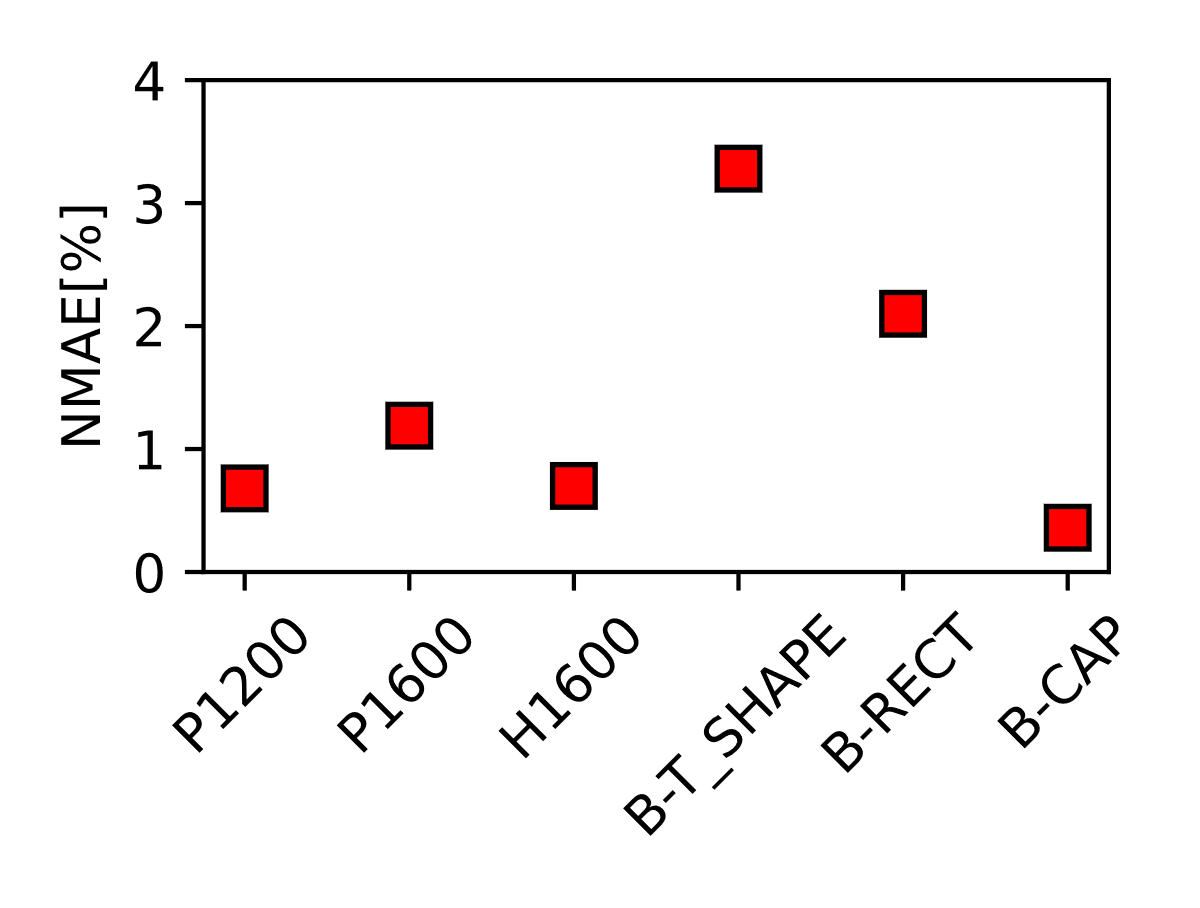 NMAE[%]
4
3
2
1
0
P1200
P1600
H1600
B-T_SHAPE
B-RECT
B-CAP